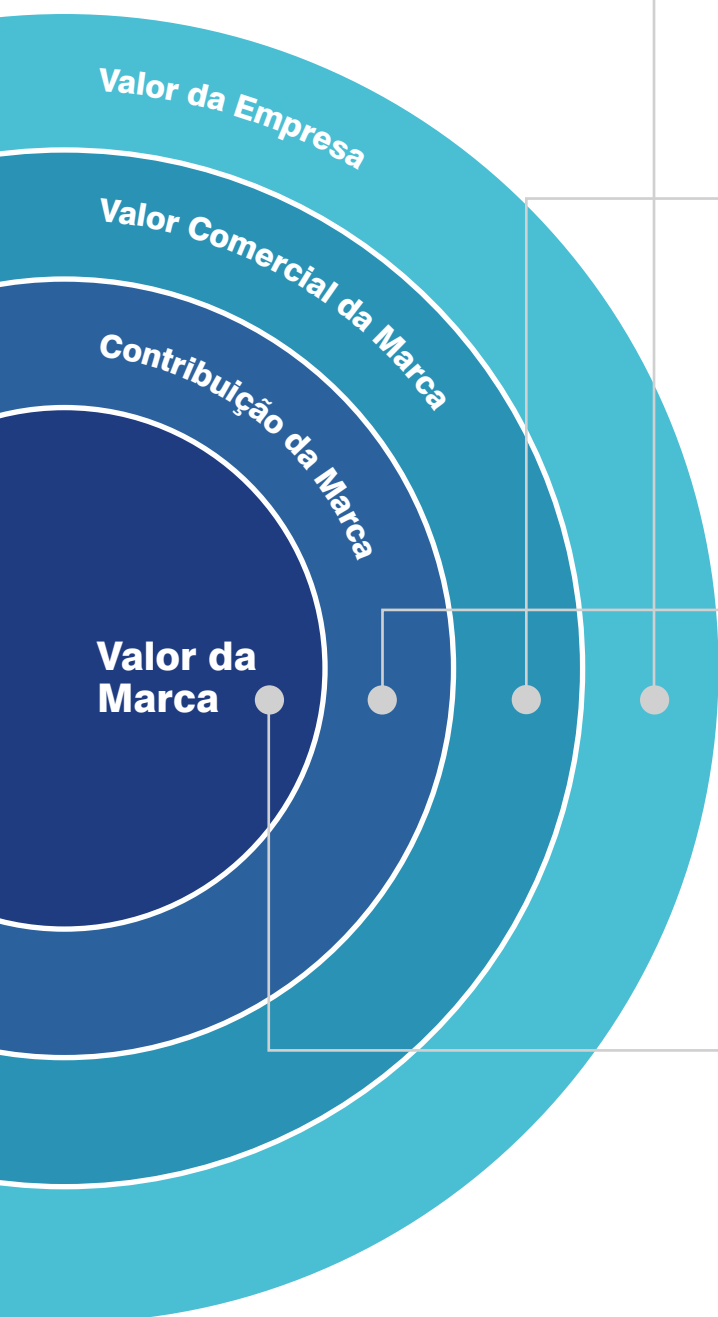 Valor da Empresa
Valor Comercial da Marca
Contribuição da Marca
Valor da
Marca